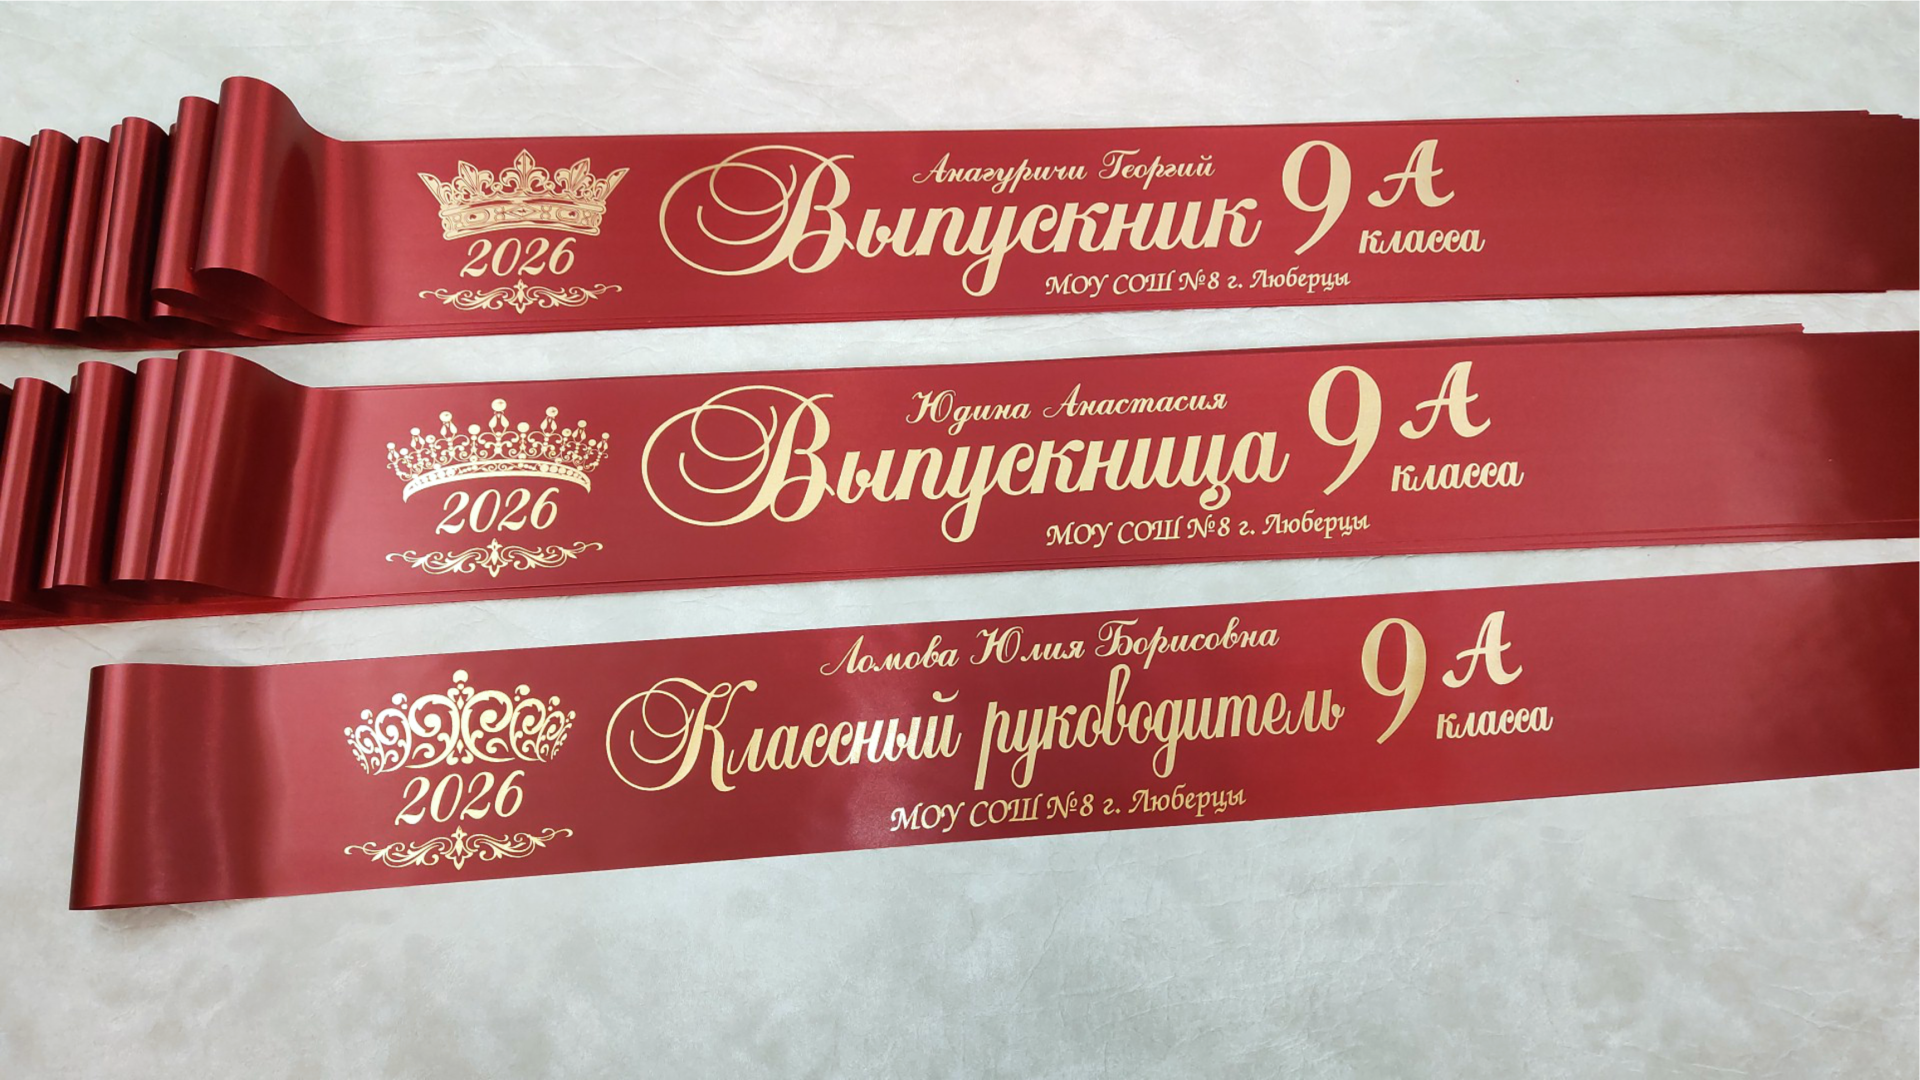 2026
Анагуричи Георгий
Выпускник 9 А класса
МОУ СОШ №8 г. Люберцы
2026
Юдина Анастасия
Выпускница 9 А класса
МОУ СОШ №8 г. Люберцы
2026
Ломова Юлия Борисовна
Классный руководитель 9 А класса
МОУ СОШ №8 г. Люберцы